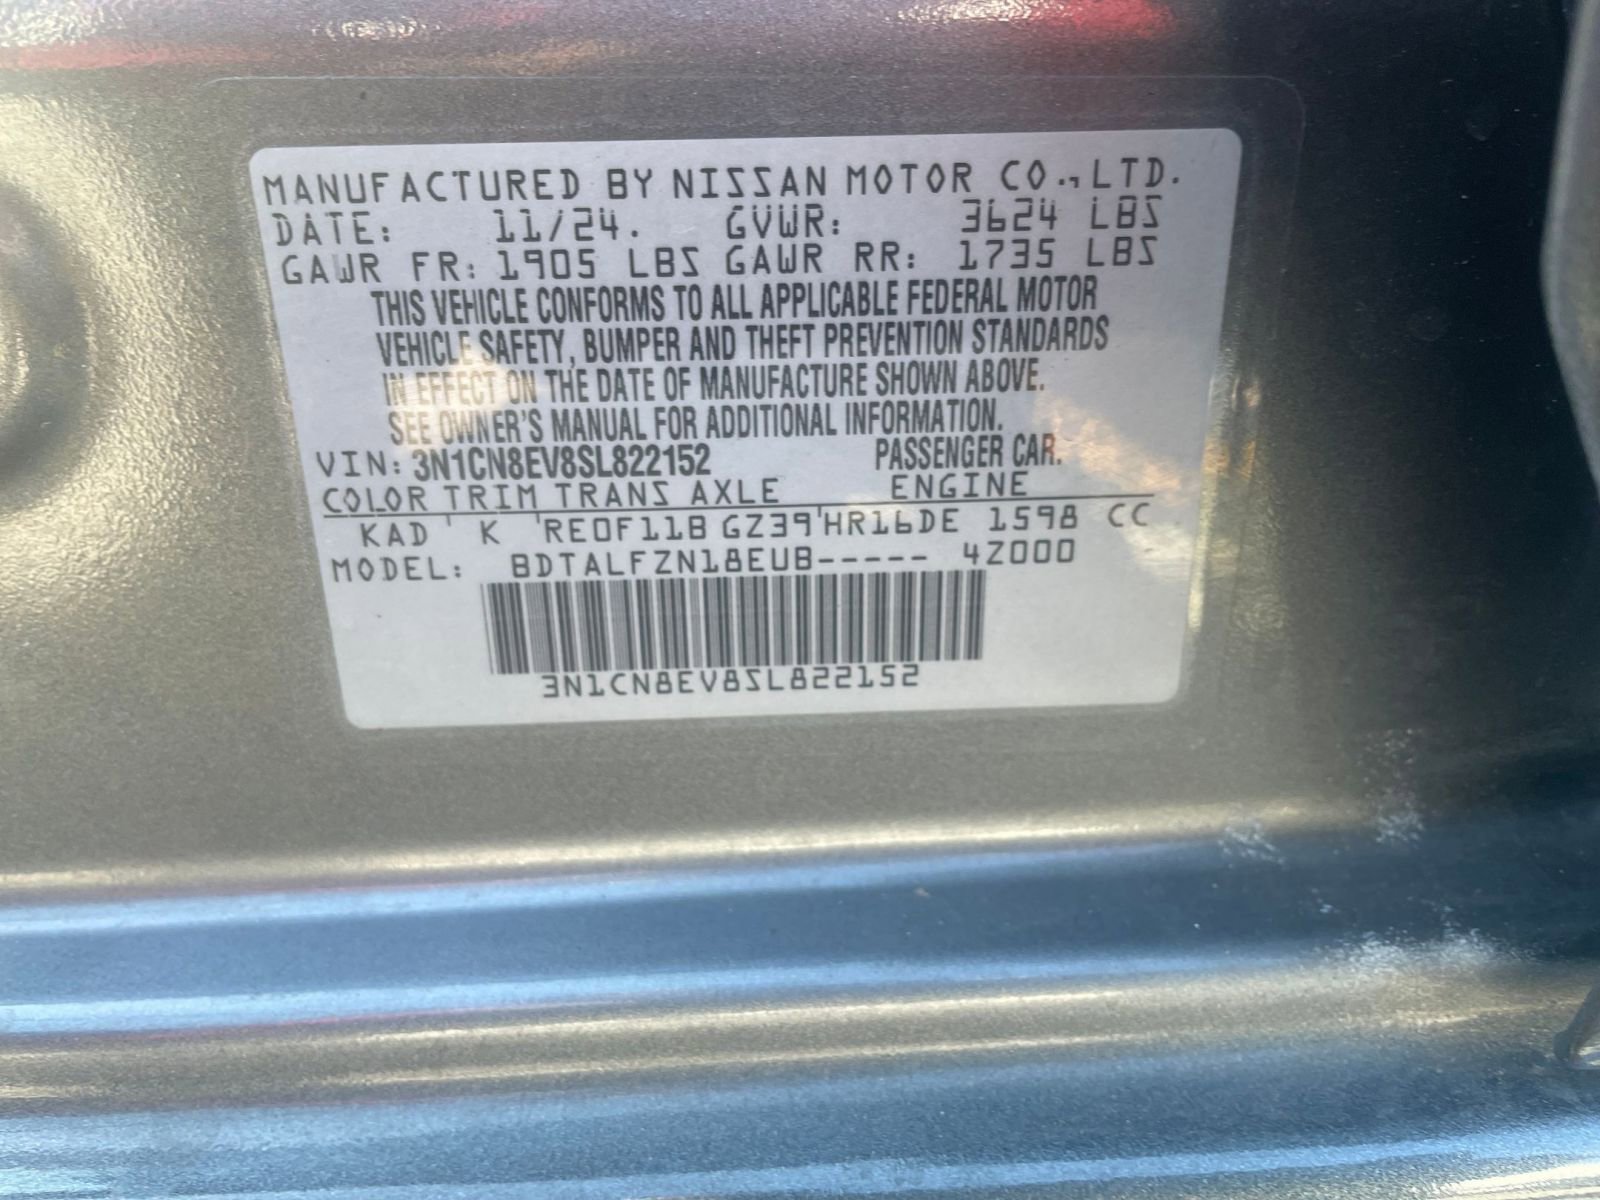 MANUFACTURED BY NISSAN MOTOR CO., LTD.
DATE: 11/24. GVWR: 3624 LBS
GAWR FR: 1905 LBS GAWR RR: 1735 LBS
THIS VEHICLE CONFORMS TO ALL APPLICABLE FEDERAL MOTOR
VEHICLE SAFETY, BUMPER AND THEFT PREVENTION STANDARDS
IN EFFECT ON THE DATE OF MANUFACTURE SHOWN ABOVE.
SEE OWNER'S MANUAL FOR ADDITIONAL INFORMATION.
VIN: 3N1CN8EV8SL822152 PASSENGER CAR.
COLOR TRIM TRANS AXLE ENGINE
KAD ' K ' RE0F11B GZ39 ' HR16DE 1598 CC
MODEL: BDTALFZN18EUB----- 4Z000
3N1CN8EV8SL822152